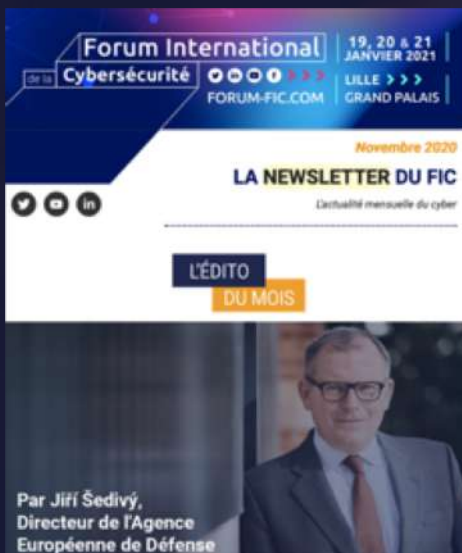 Forum International
de la Cybersécurité
FORUM-FIC.COM
19, 20 & 21
JANVIER 2021
LILLE > > >
GRAND PALAIS
Novembre 2020
LA NEWSLETTER DU FIC
L'actualité mensuelle du cyber
L'ÉDITO
DU MOIS
Par Jiří Šedivý,
Directeur de l'Agence
Européenne de Défense